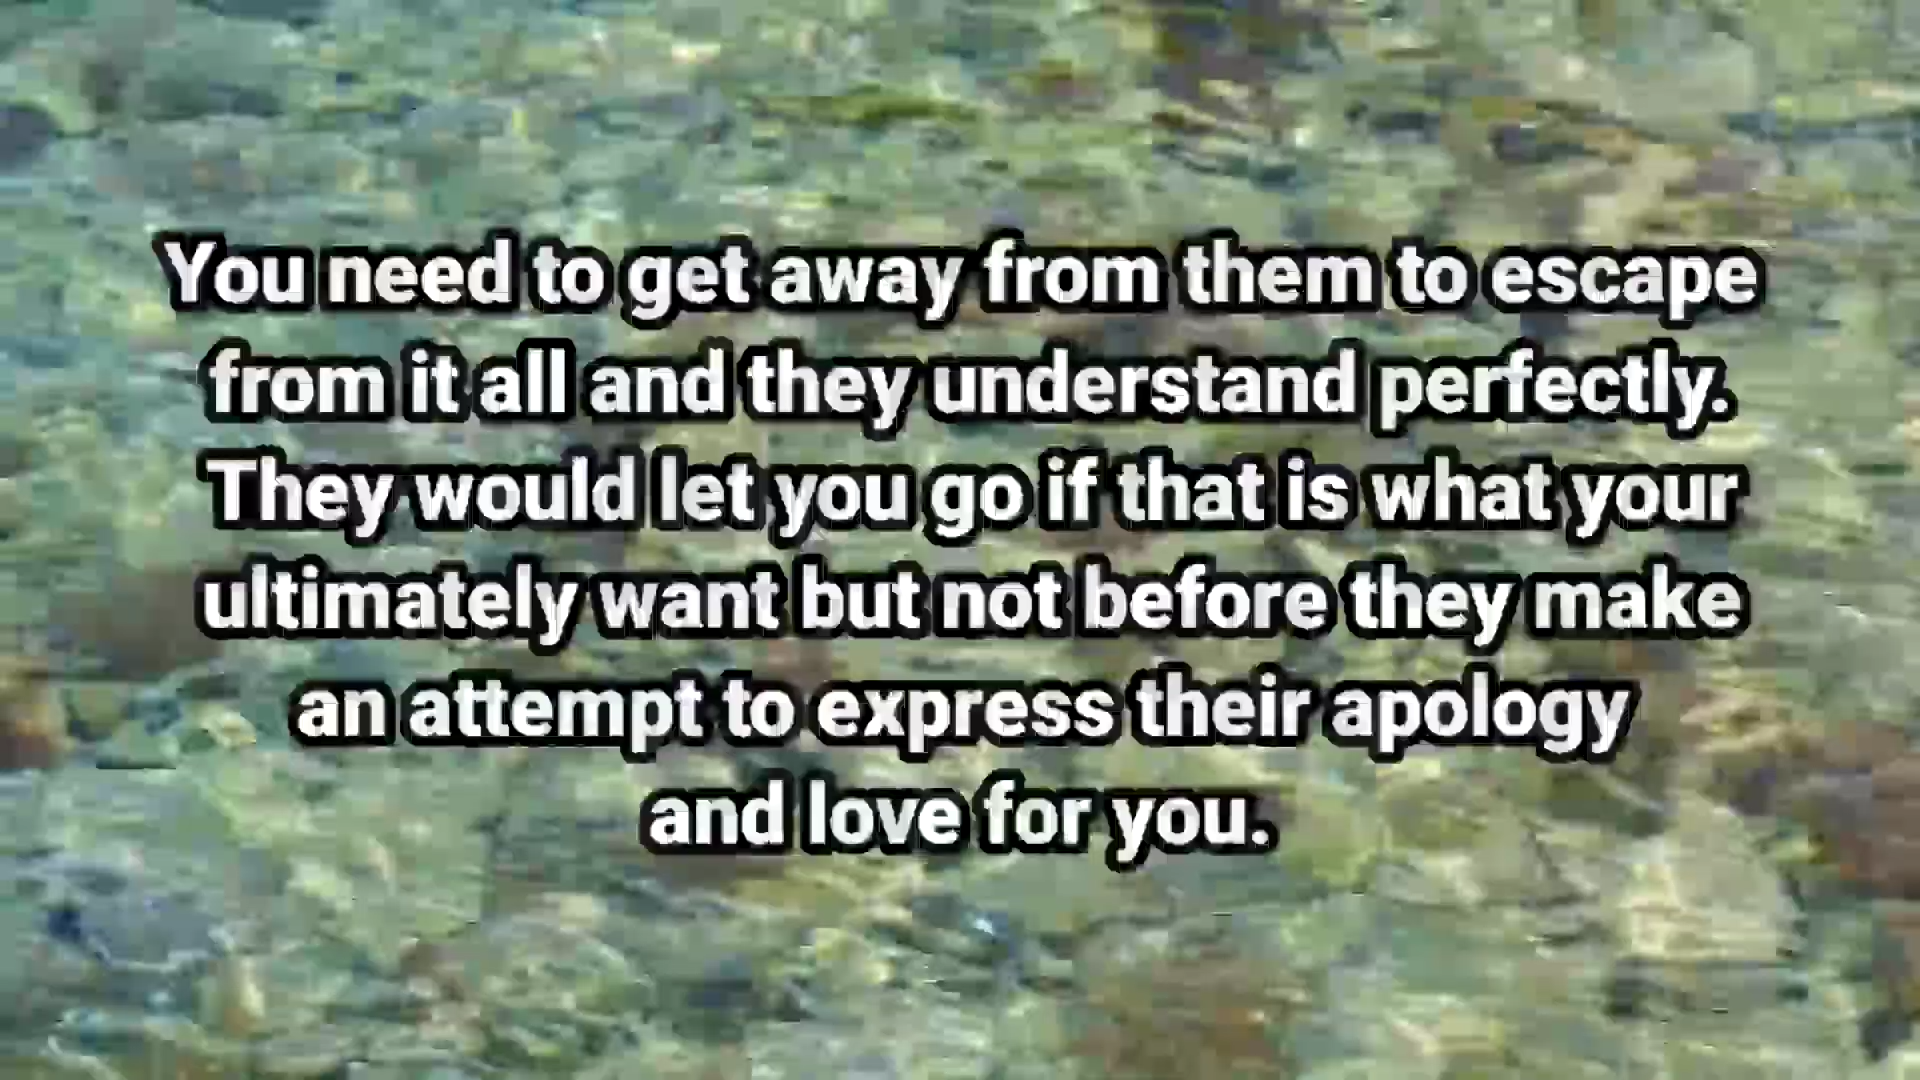 You need to get away from them to escape
from it all and they understand perfectly.
They would let you go if that is what your
ultimately want but not before they make
an attempt to express their apology
and love for you.